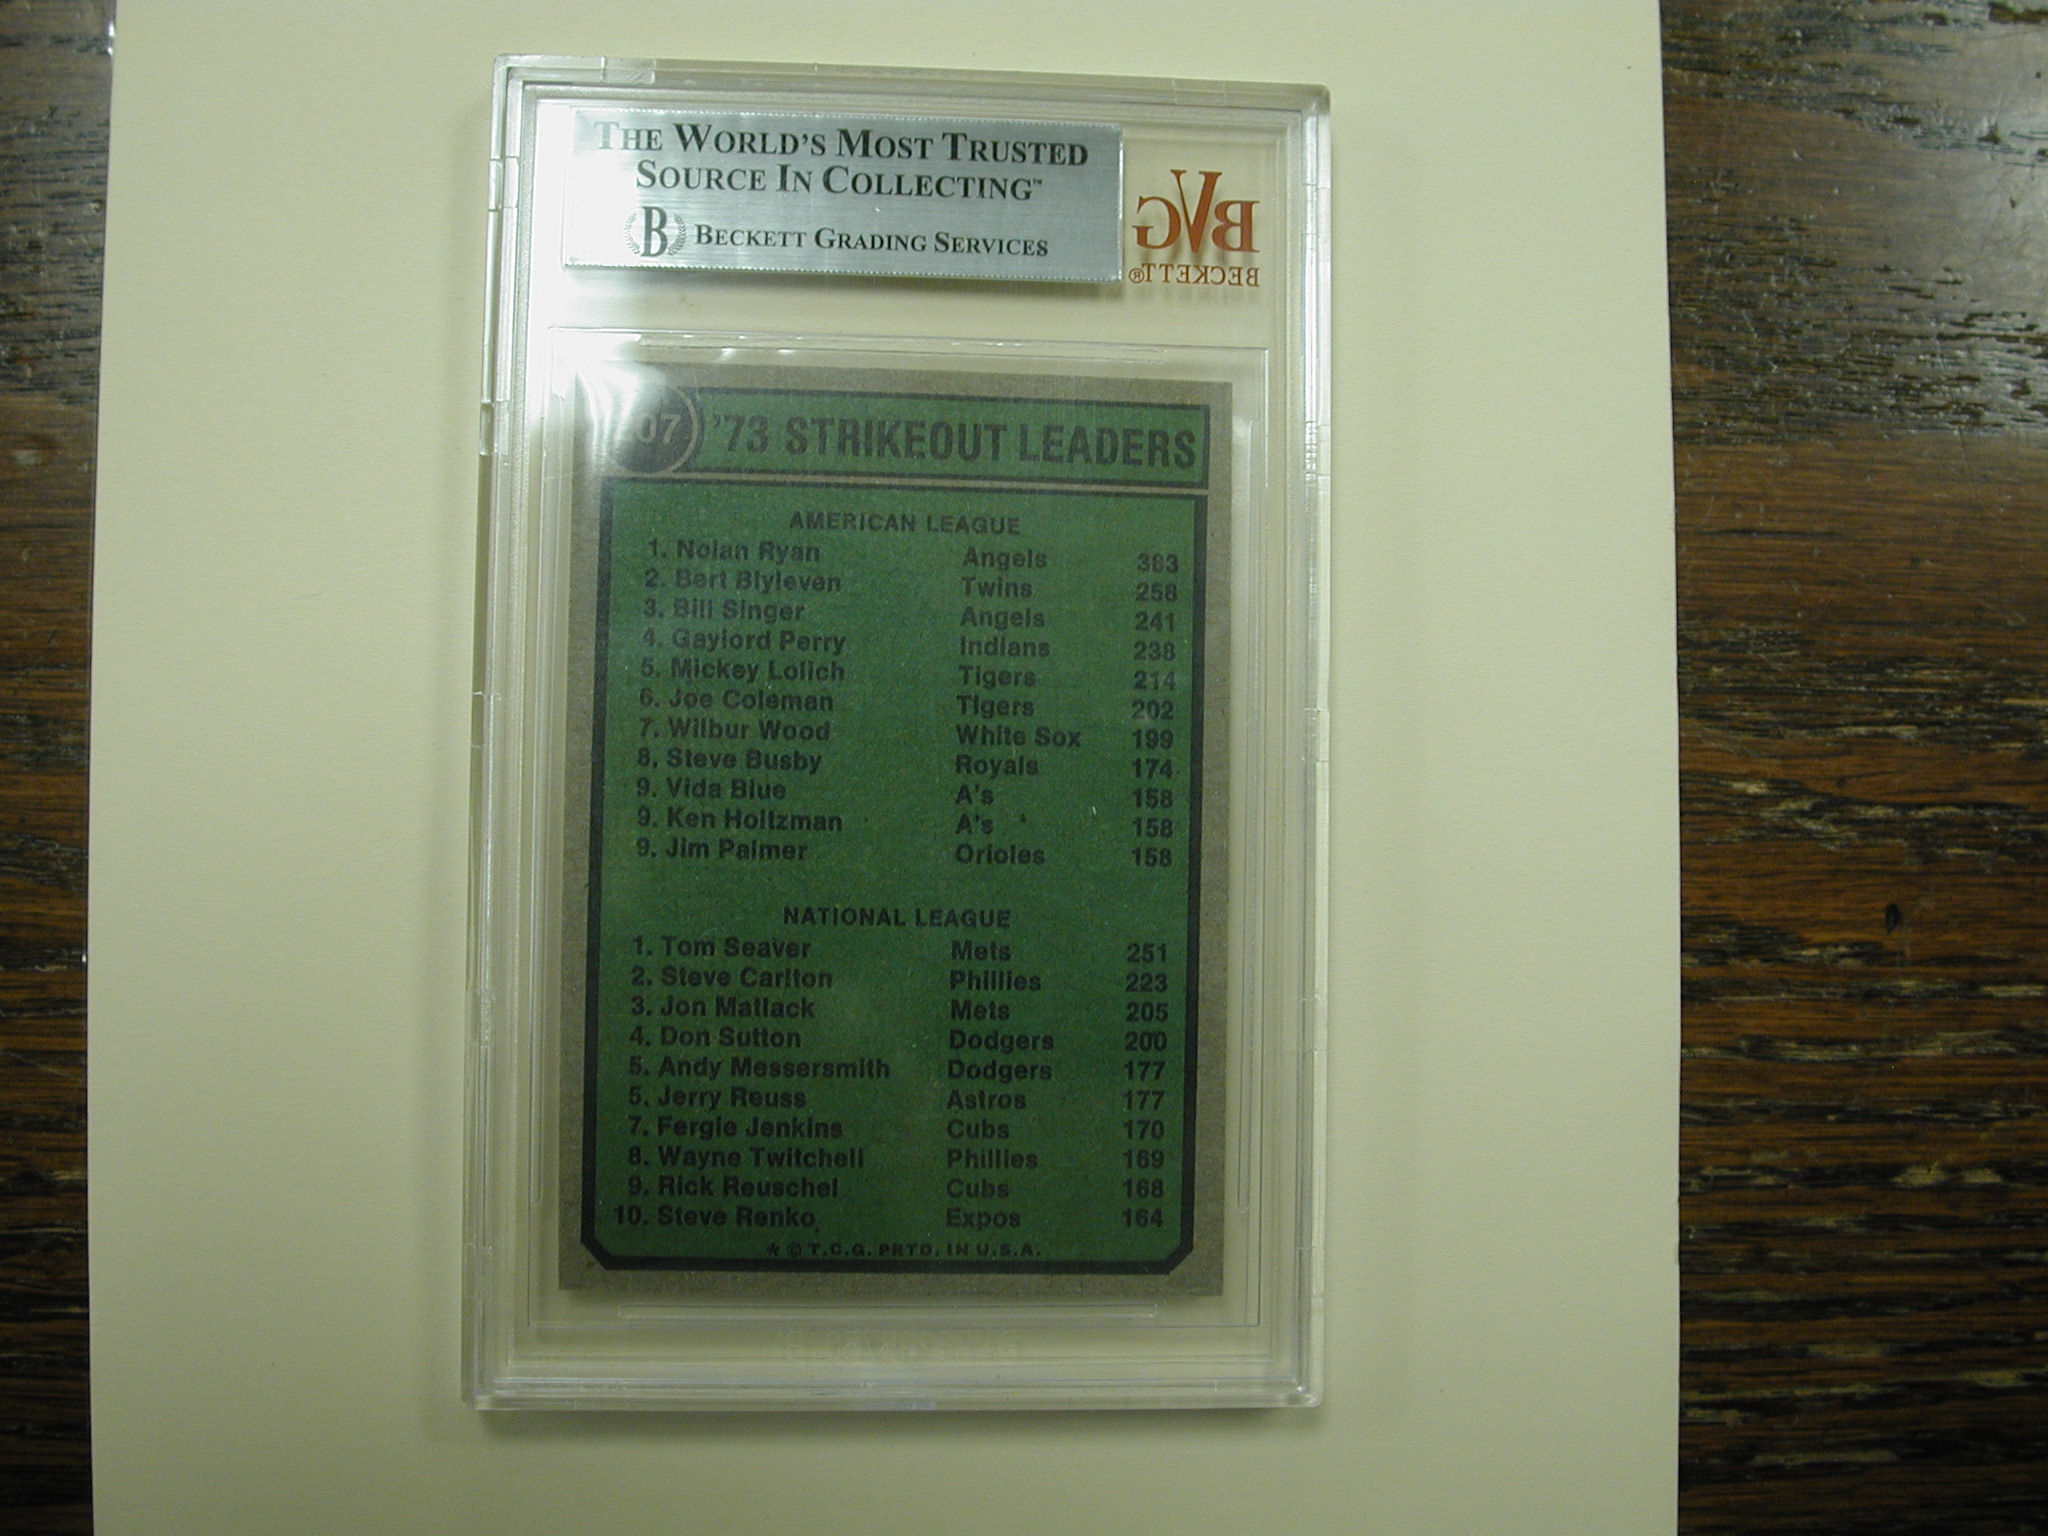 THE WORLD'S MOST TRUSTED
SOURCE IN COLLECTING™
B BECKETT GRADING SERVICES
BVG
BECKETT®
07 '73 STRIKEOUT LEADERS
AMERICAN LEAGUE
1. Nolan Ryan Angels 383
2. Bert Blyleven Twins 258
3. Bill Singer Angels 241
4. Gaylord Perry Indians 238
5. Mickey Lolich Tigers 214
6. Joe Coleman Tigers 202
7. Wilbur Wood White Sox 199
8. Steve Busby Royals 174
9. Vida Blue A's 158
9. Ken Holtzman A's 158
9. Jim Palmer Orioles 158
NATIONAL LEAGUE
1. Tom Seaver Mets 251
2. Steve Carlton Phillies 223
3. Jon Matlack Mets 205
4. Don Sutton Dodgers 200
5. Andy Messersmith Dodgers 177
5. Jerry Reuss Astros 177
7. Fergie Jenkins Cubs 170
8. Wayne Twitchell Phillies 169
9. Rick Reuschel Cubs 168
10. Steve Renko Expos 164
* © T.C.G. PRTD. IN U.S.A.